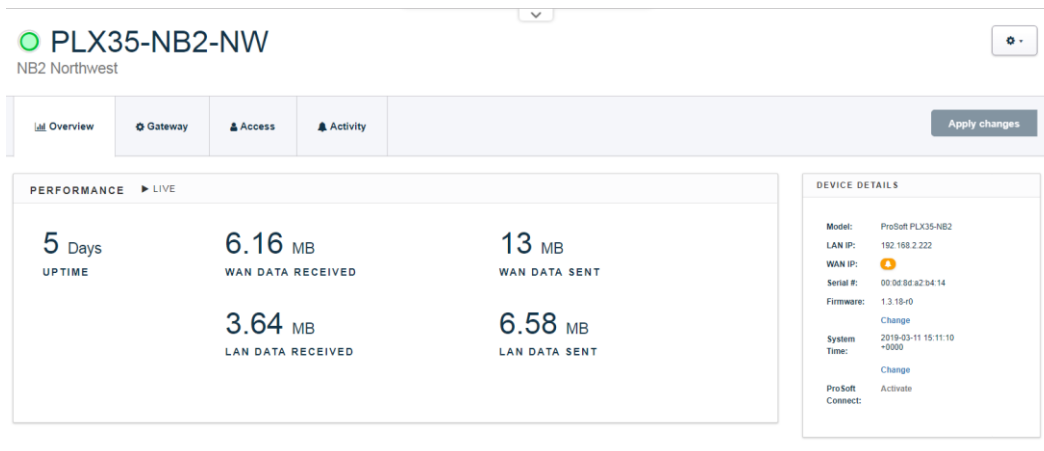 PLX35-NB2-NW
NB2 Northwest
Overview
Gateway
Access
Activity
Apply changes
PERFORMANCE LIVE
5 Days
UPTIME
6.16 MB
WAN DATA RECEIVED
13 MB
WAN DATA SENT
3.64 MB
LAN DATA RECEIVED
6.58 MB
LAN DATA SENT
DEVICE DETAILS
Model: ProSoft PLX35-NB2
LAN IP: 192.168.2.222
WAN IP:
Serial #: 00:0d:8d:a2:b4:14
Firmware: 1.3.18-r0
Change
System Time: 2019-03-11 15:11:10
+0000
Change
ProSoft Connect: Activate